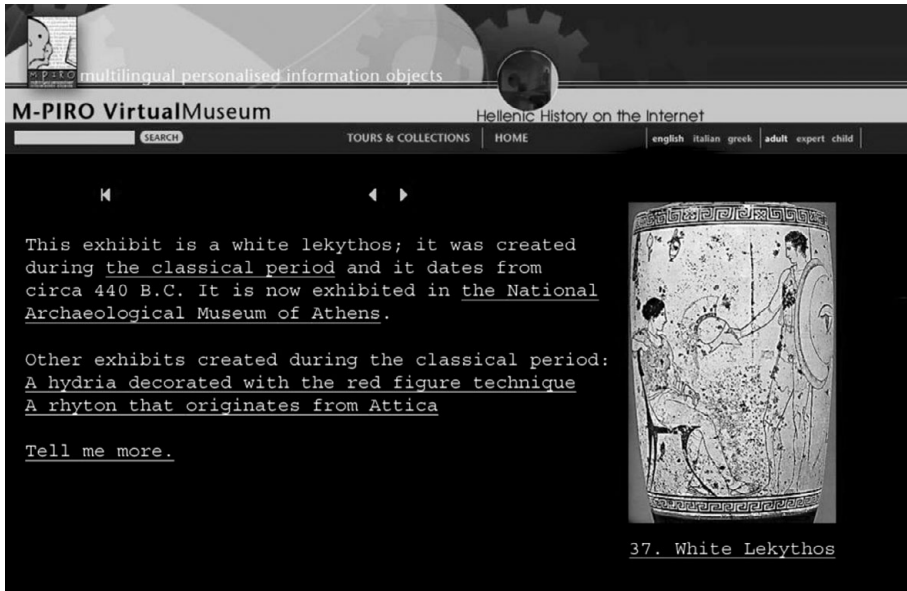 M-PIRO
multilingual personalised information objects
M-PIRO VirtualMuseum
Hellenic History on the Internet
SEARCH
TOURS & COLLECTIONS
HOME
english italian greek adult expert child
This exhibit is a white lekythos; it was created
during the classical period and it dates from
circa 440 B.C. It is now exhibited in the National
Archaeological Museum of Athens.
Other exhibits created during the classical period:
A hydria decorated with the red figure technique
A rhyton that originates from Attica
Tell me more.
37. White Lekythos